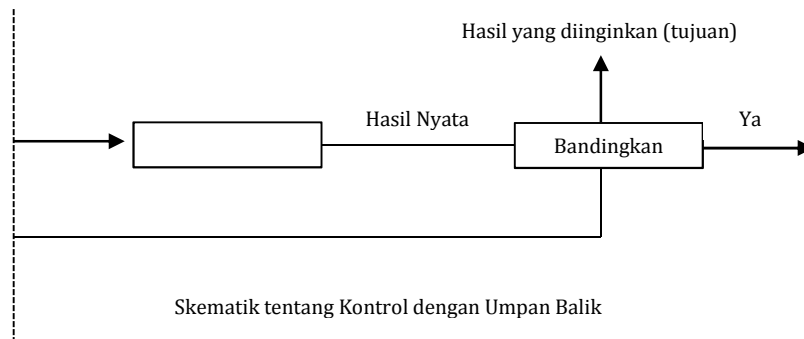 Hasil yang diinginkan (tujuan)
Hasil Nyata
Ya
Bandingkan
Skematik tentang Kontrol dengan Umpan Balik